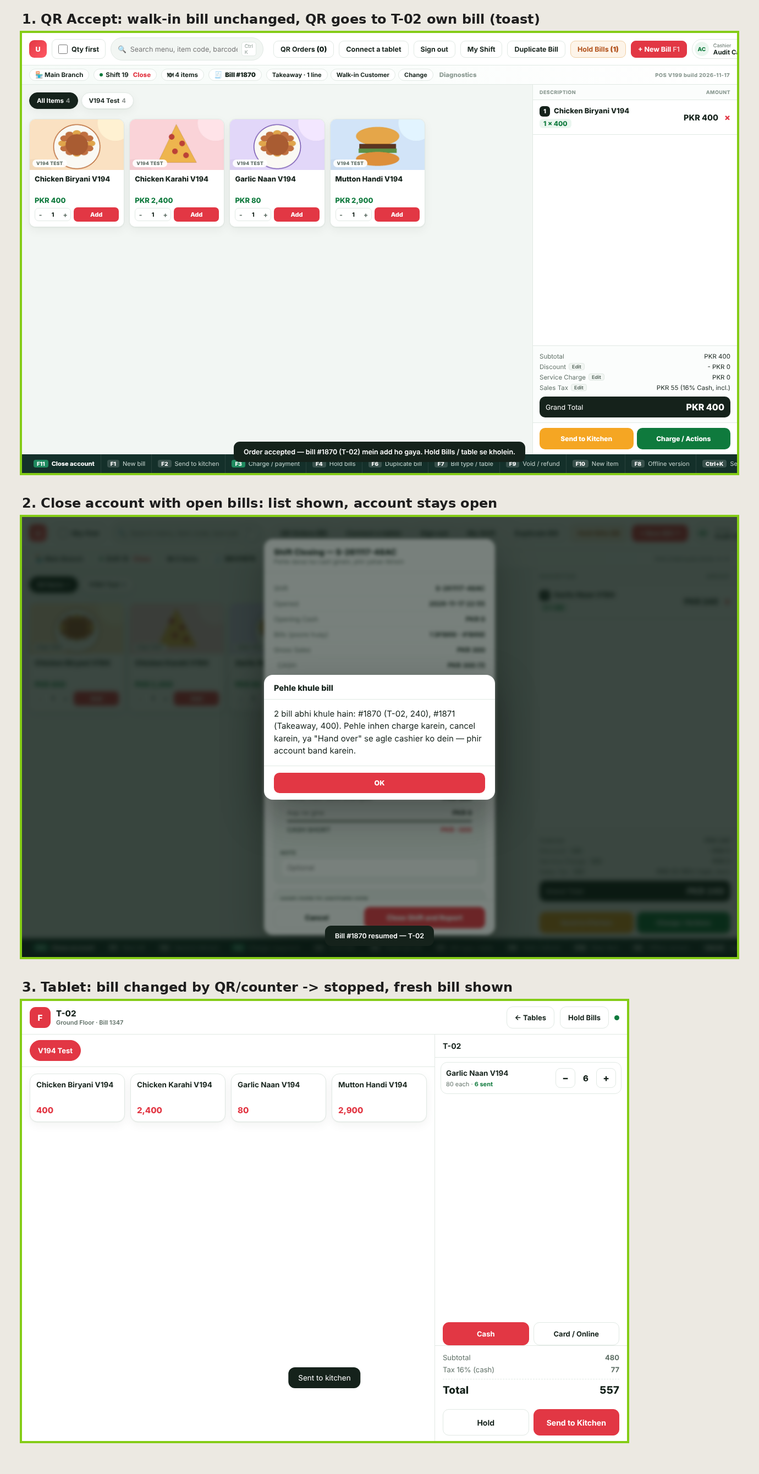 1. QR Accept: walk-in bill unchanged, QR goes to T-02 own bill (toast)
U
Qty first
Search menu, item code, barcode
Ctrl K
QR Orders (0)
Connect a tablet
Sign out
My Shift
Duplicate Bill
Hold Bills (1)
+ New Bill F1
AC
Cashier
Main Branch
Shift 19 Close
4 items
Bill #1870
Takeaway · 1 line
Walk-in Customer
Change
Diagnostics
POS V199 build 2026-11-17
All Items 4
V194 Test 4
DESCRIPTION
AMOUNT
1 Chicken Biryani V194
1 × 400
PKR 400 ×
V194 TEST
V194 TEST
V194 TEST
V194 TEST
Chicken Biryani V194
Chicken Karahi V194
Garlic Naan V194
Mutton Handi V194
PKR 400
PKR 2,400
PKR 80
PKR 2,900
- 1 + Add
- 1 + Add
- 1 + Add
- 1 + Add
Subtotal PKR 400
Discount Edit - PKR 0
Service Charge Edit PKR 0
Sales Tax Edit PKR 55 (16% Cash, incl.)
Grand Total PKR 400
Send to Kitchen
Charge / Actions
Order accepted — bill #1870 (T-02) mein add ho gaya. Hold Bills / table se kholein.
F11 Close account
F1 New bill
F2 Send to kitchen
F3 Charge / payment
F4 Hold bills
F6 Duplicate bill
F7 Bill type / table
F9 Void / refund
F10 New item
F8 Offline version
Ctrl+K
2. Close account with open bills: list shown, account stays open
Pehle khule bill
2 bill abhi khule hain: #1870 (T-02, 240), #1871
(Takeaway, 400). Pehle inhen charge karein, cancel
karein, ya "Hand over" se agle cashier ko dein — phir
account band karein.
OK
Bill #1870 resumed — T-02
3. Tablet: bill changed by QR/counter -> stopped, fresh bill shown
F
T-02
Ground Floor · Bill 1347
← Tables
Hold Bills
V194 Test
T-02
Chicken Biryani V194
Chicken Karahi V194
Garlic Naan V194
Mutton Handi V194
400
2,400
80
2,900
Garlic Naan V194
80 each · 6 sent
− 6 +
Cash
Card / Online
Subtotal 480
Tax 16% (cash) 77
Total 557
Sent to kitchen
Hold
Send to Kitchen